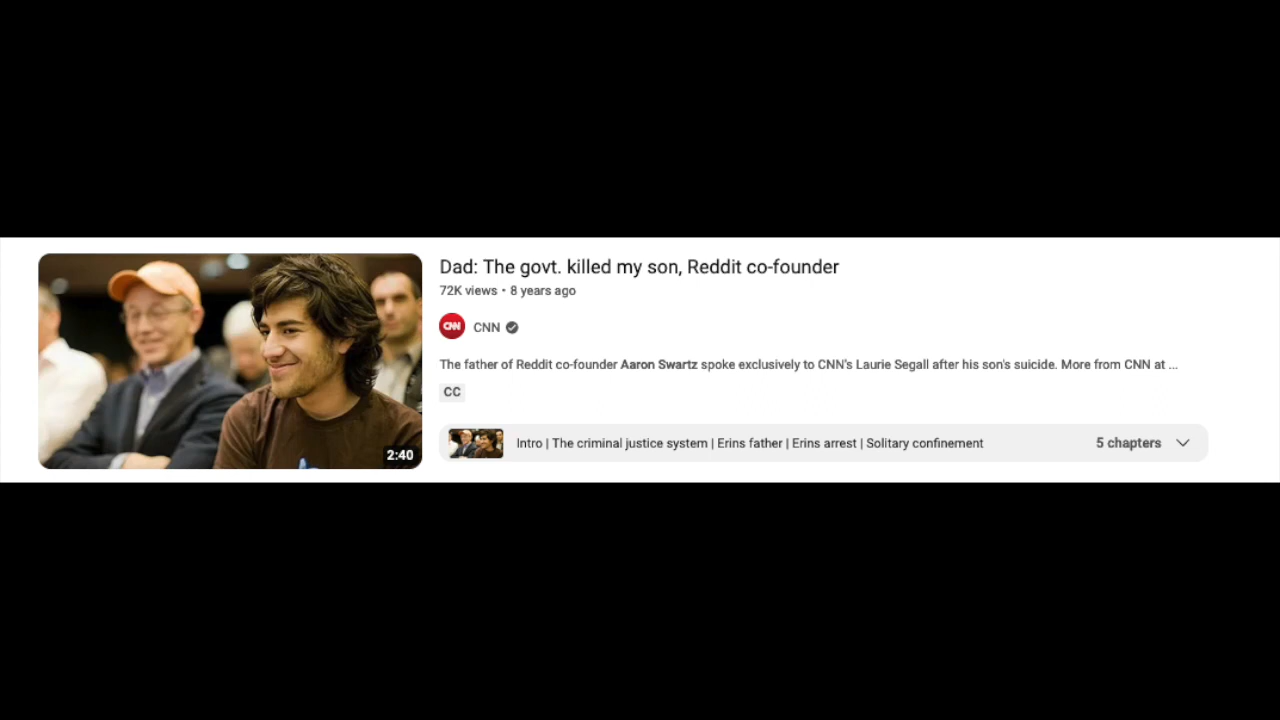 Dad: The govt. killed my son, Reddit co-founder
72K views • 8 years ago
CNN CNN
The father of Reddit co-founder Aaron Swartz spoke exclusively to CNN's Laurie Segall after his son's suicide. More from CNN at ...
CC
2:40
Intro | The criminal justice system | Erins father | Erins arrest | Solitary confinement 5 chapters